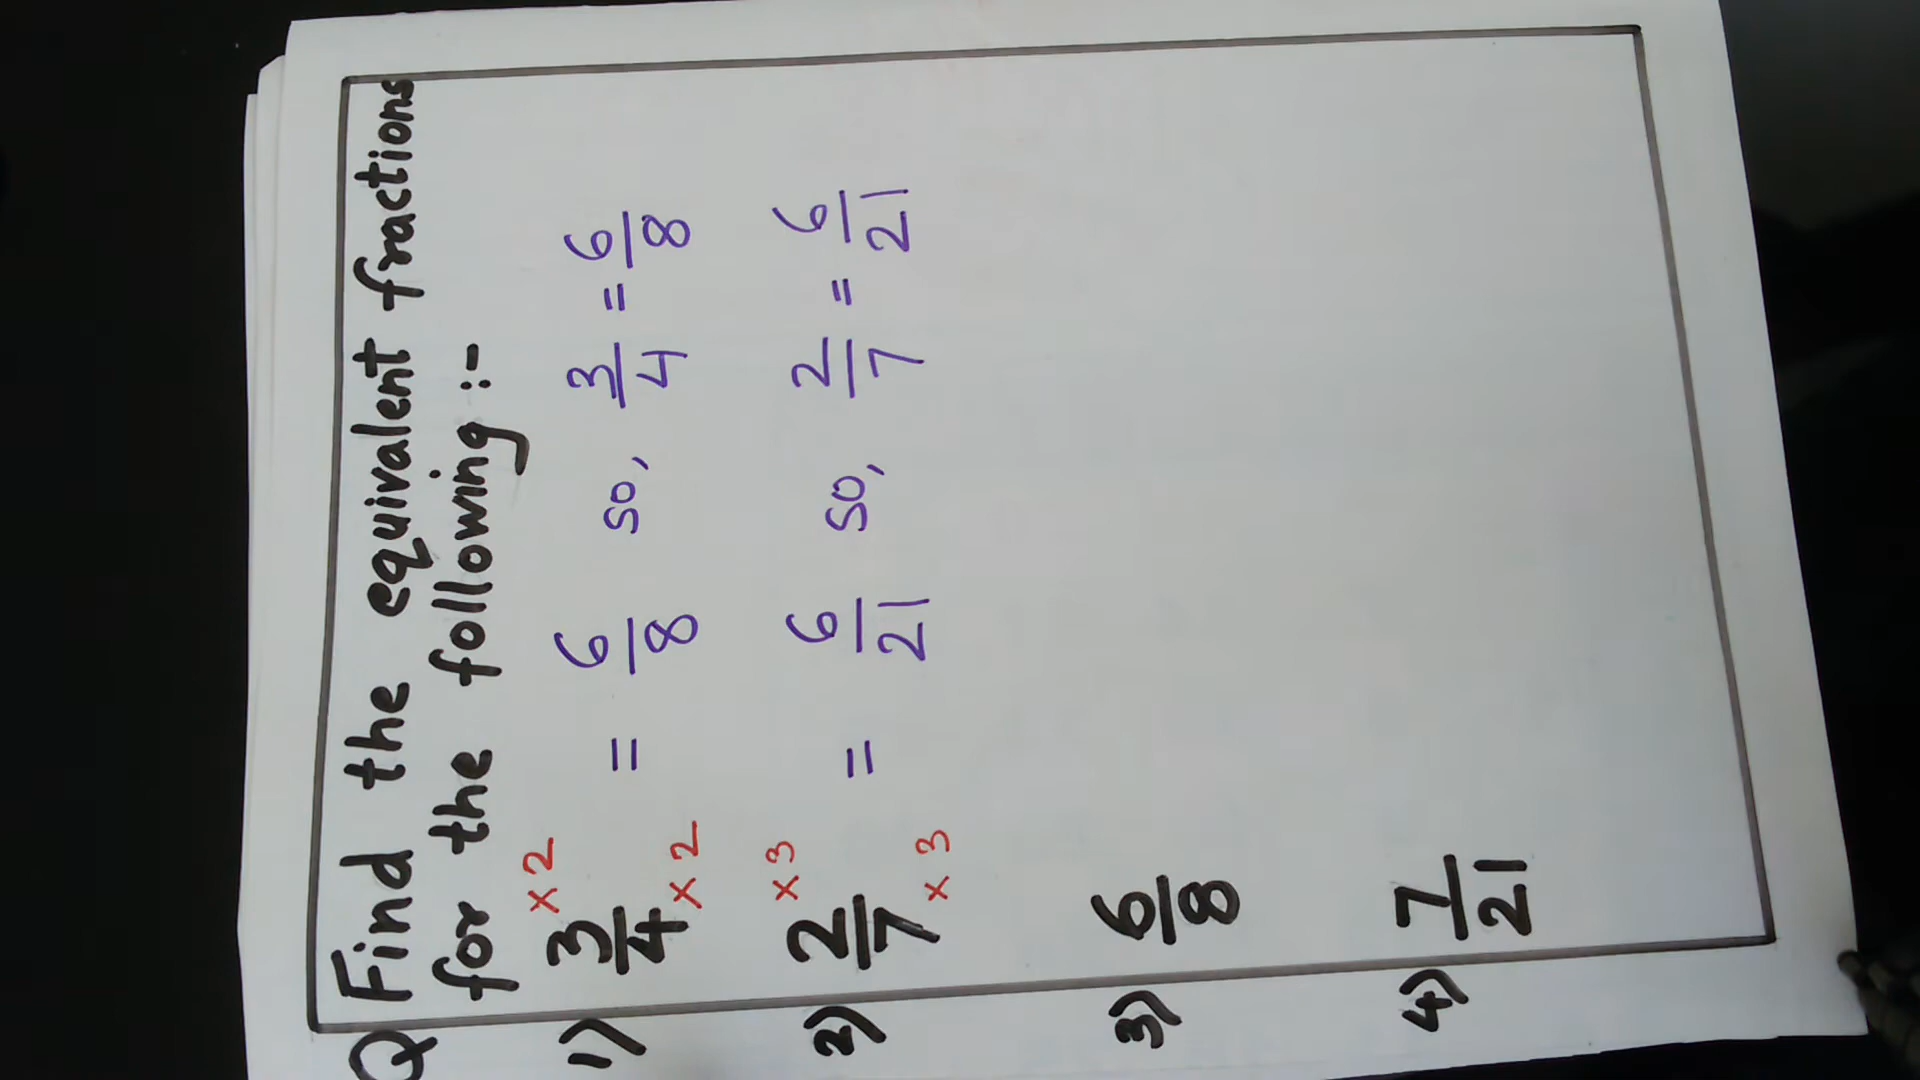 Q Find the equivalent fractions
for the following :-
1) 3/4 ×2 ×2 = 6/8 so, 3/4 = 6/8
2) 2/7 ×3 ×3 = 6/21 so, 2/7 = 6/21
3) 6/8
4) 7/21